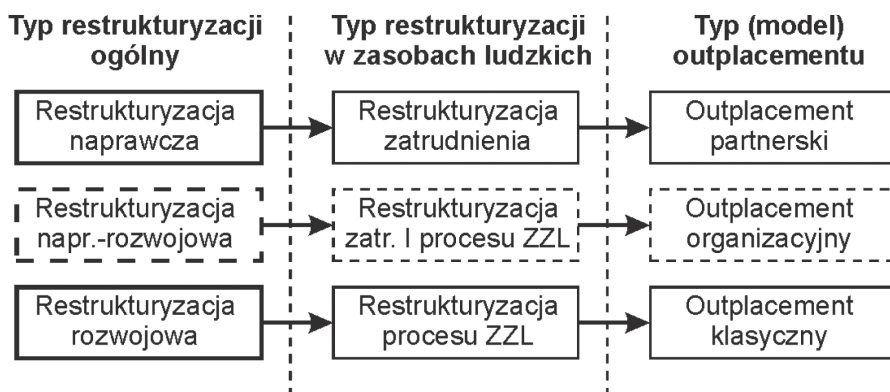 Typ restrukturyzacji
ogólny
Typ restrukturyzacji
w zasobach ludzkich
Typ (model)
outplacementu
Restrukturyzacja
naprawcza
Restrukturyzacja
zatrudnienia
Outplacement
partnerski
Restrukturyzacja
napr.-rozwojowa
Restrukturyzacja
zatr. I procesu ZZL
Outplacement
organizacyjny
Restrukturyzacja
rozwojowa
Restrukturyzacja
procesu ZZL
Outplacement
klasyczny